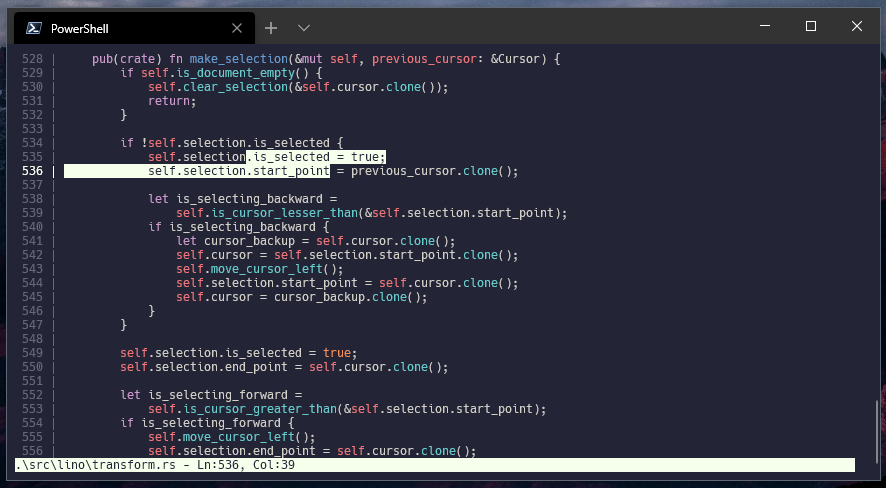 PowerShell
528 |     pub(crate) fn make_selection(&mut self, previous_cursor: &Cursor) {
529 |         if self.is_document_empty() {
530 |             self.clear_selection(&self.cursor.clone());
531 |             return;
532 |         }
533 |
534 |         if !self.selection.is_selected {
535 |             self.selection.is_selected = true;
536 |             self.selection.start_point = previous_cursor.clone();
537 |
538 |             let is_selecting_backward =
539 |                 self.is_cursor_lesser_than(&self.selection.start_point);
540 |             if is_selecting_backward {
541 |                 let cursor_backup = self.cursor.clone();
542 |                 self.cursor = self.selection.start_point.clone();
543 |                 self.move_cursor_left();
544 |                 self.selection.start_point = self.cursor.clone();
545 |                 self.cursor = cursor_backup.clone();
546 |             }
547 |         }
548 |
549 |         self.selection.is_selected = true;
550 |         self.selection.end_point = self.cursor.clone();
551 |
552 |         let is_selecting_forward =
553 |             self.is_cursor_greater_than(&self.selection.start_point);
554 |         if is_selecting_forward {
555 |             self.move_cursor_left();
556 |             self.selection.end_point = self.cursor.clone();
.\src\lino\transform.rs - Ln:536, Col:39